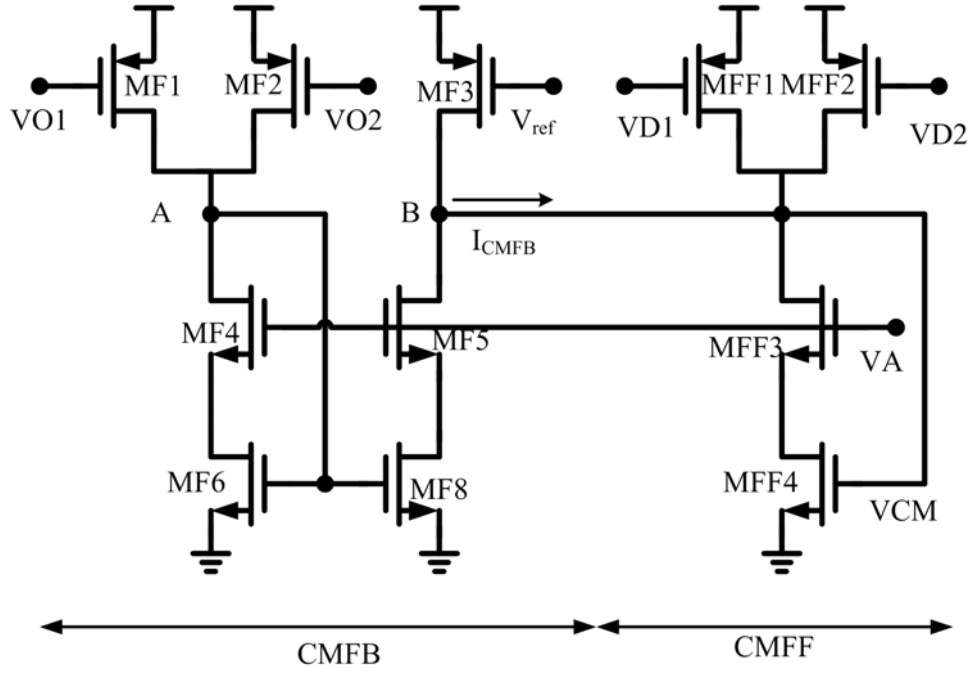 MF1
MF2
MF3
MFF1
MFF2
VO1
VO2
Vref
VD1
VD2
A
B
ICMFB
MF4
MF5
MFF3
VA
MF6
MF8
MFF4
VCM
CMFB
CMFF